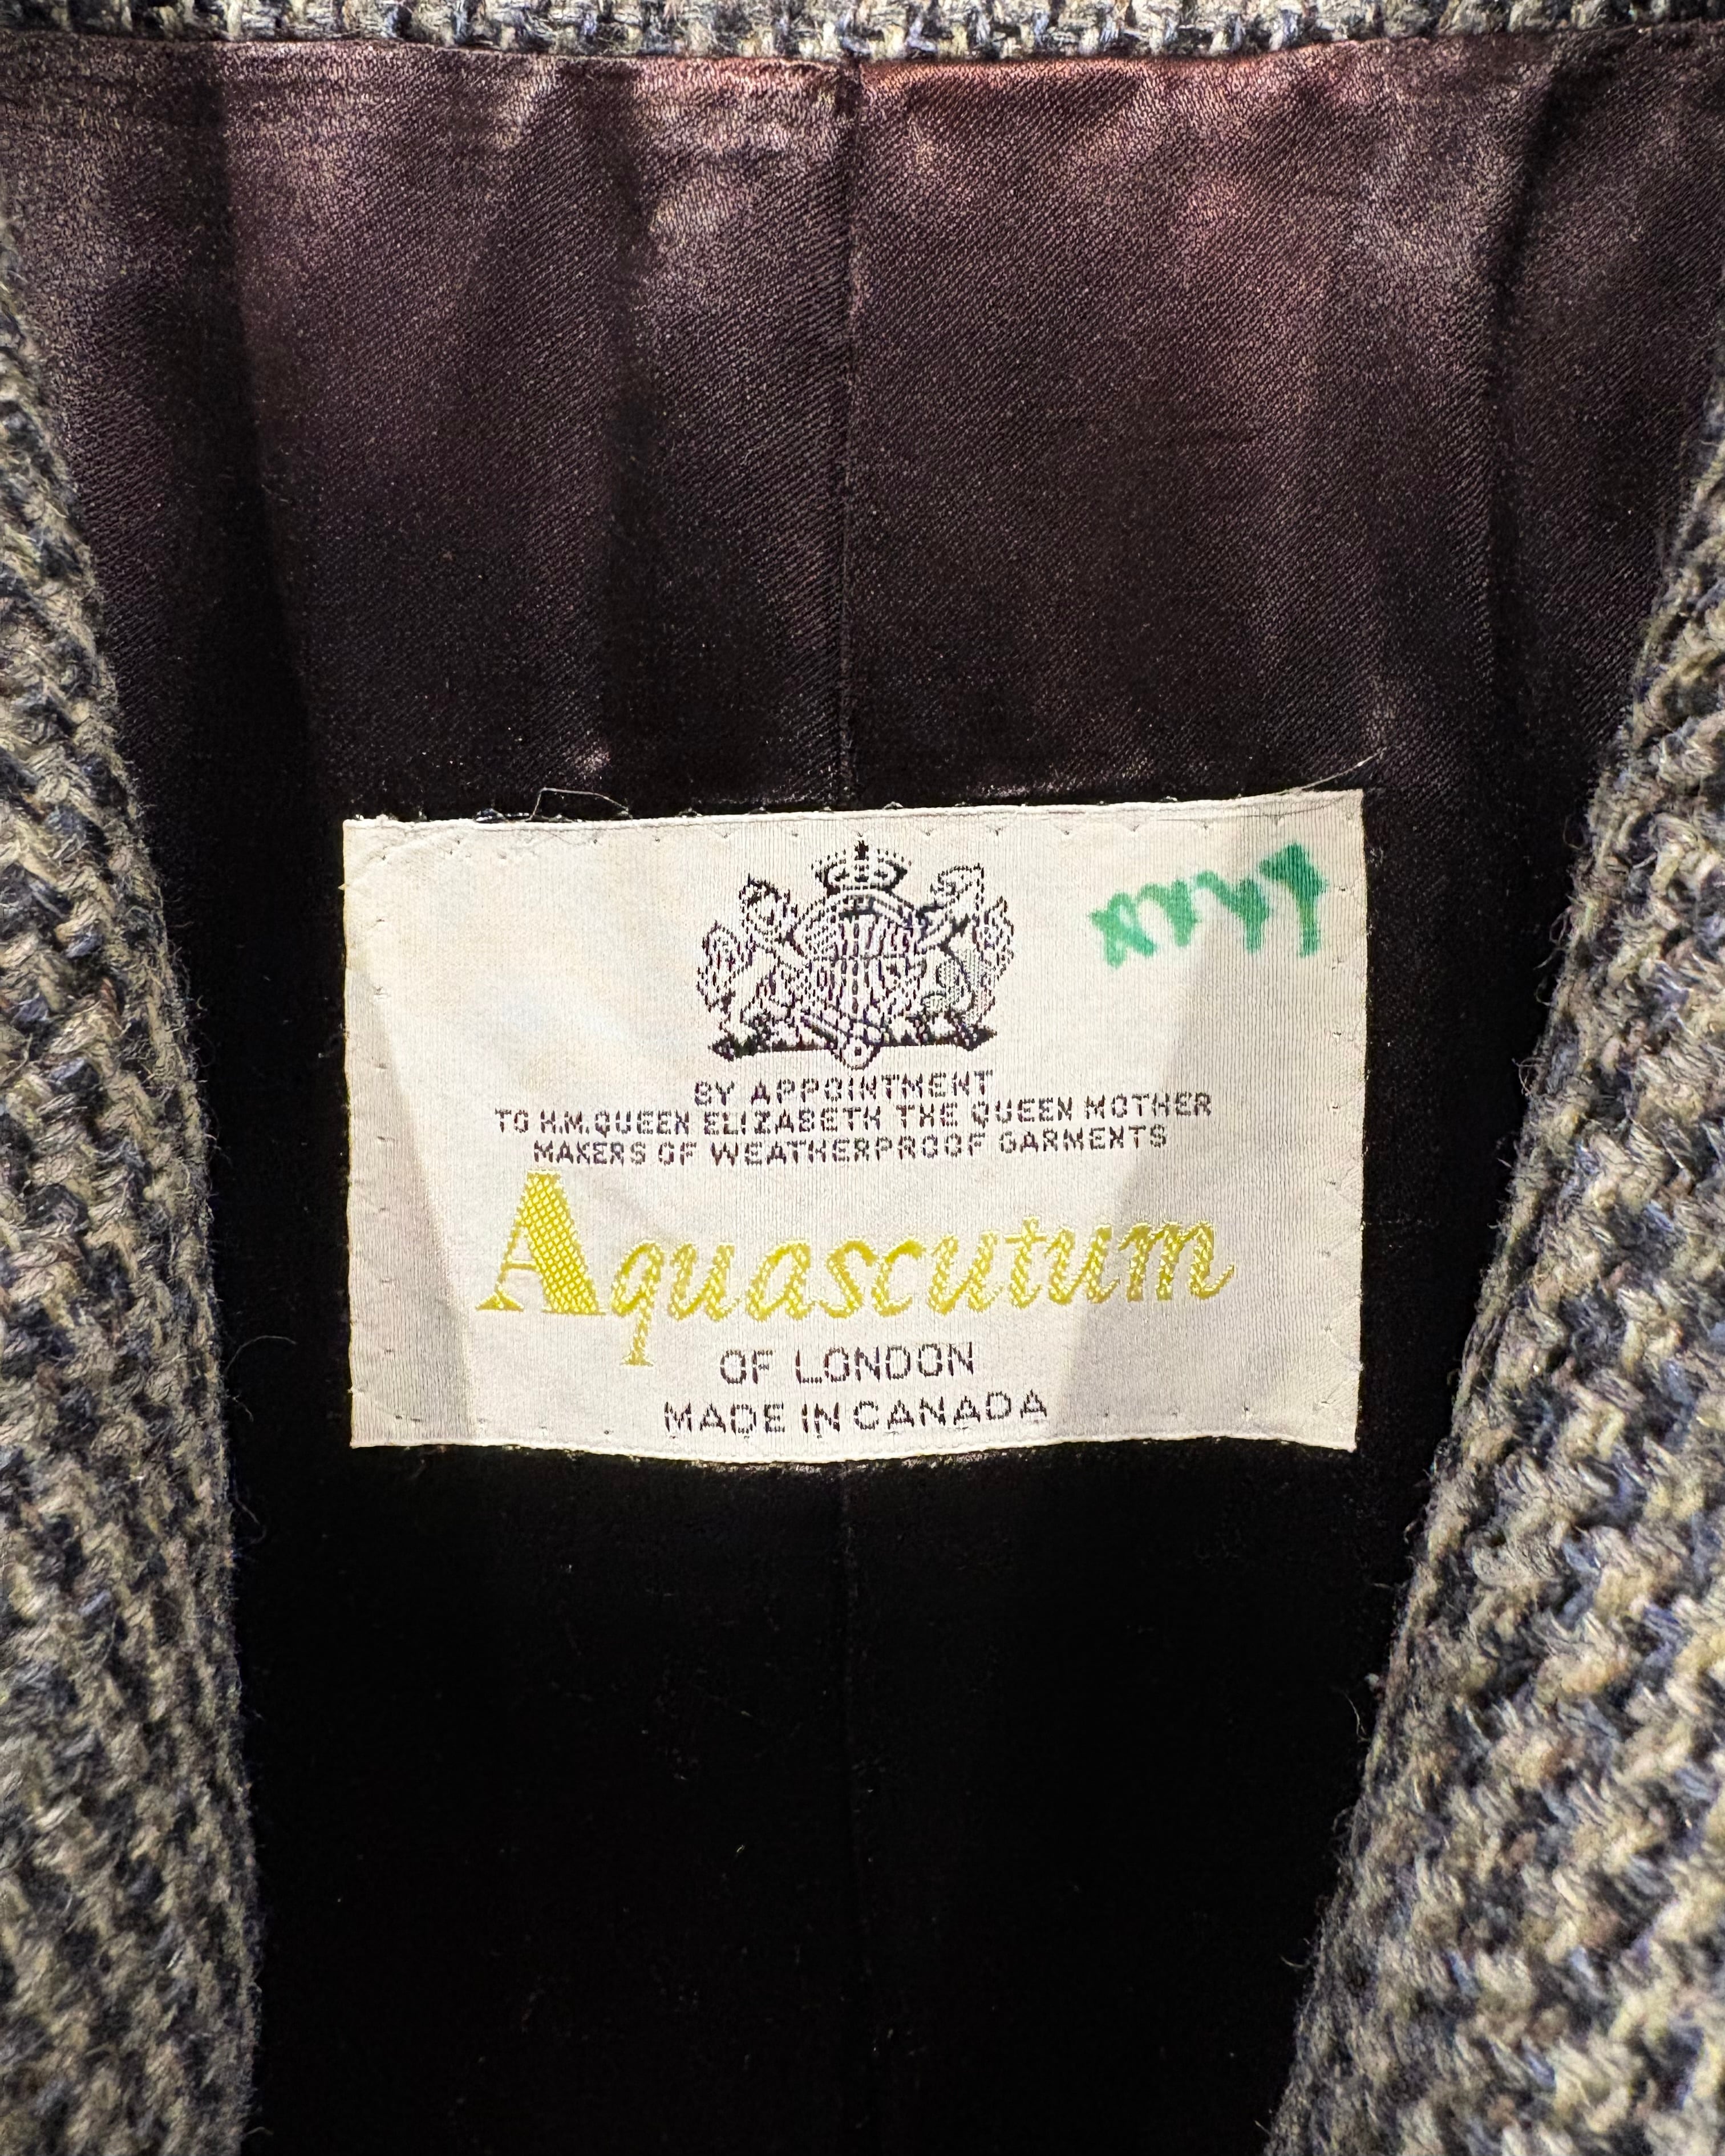 BY APPOINTMENT
TO H.M. QUEEN ELIZABETH THE QUEEN MOTHER
MAKERS OF WEATHERPROOF GARMENTS
Aquascutum
OF LONDON
MADE IN CANADA